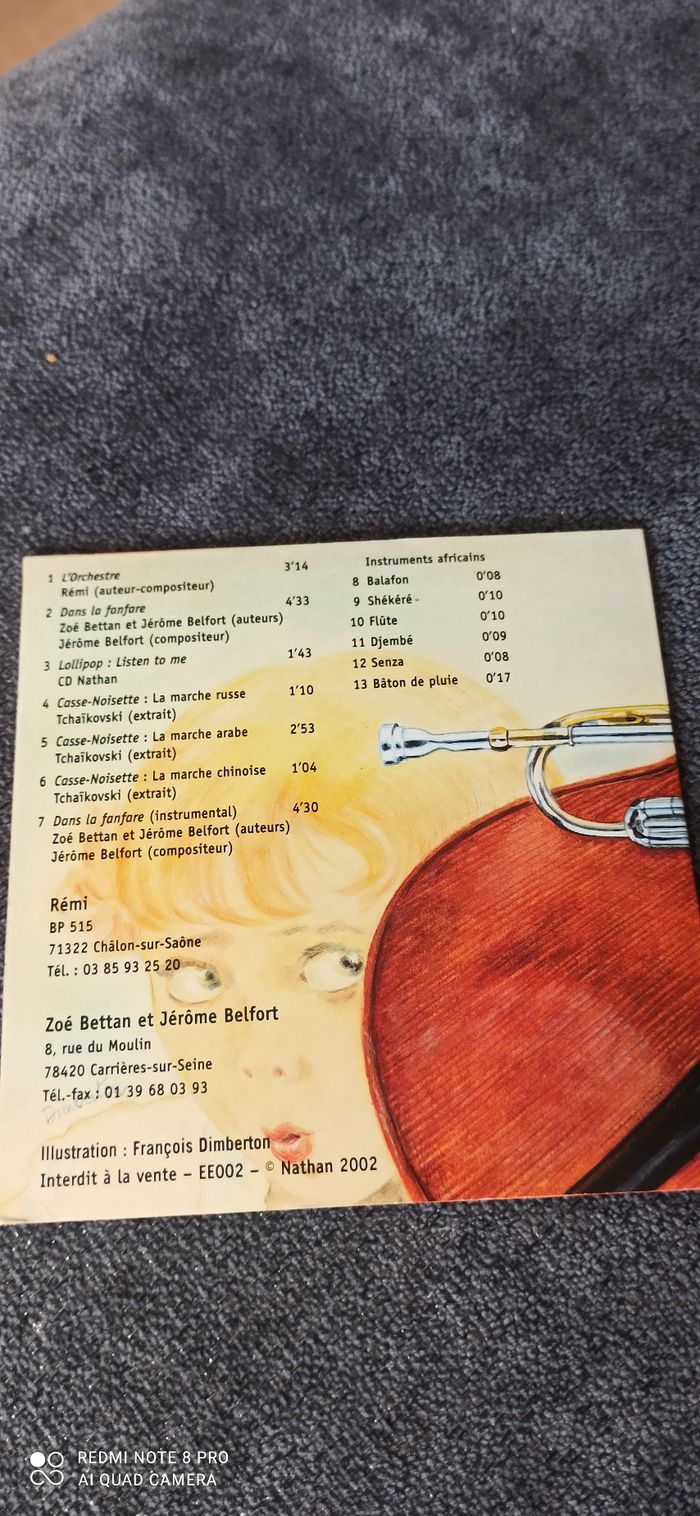 1 L'Orchestre 3'14
Rémi (auteur-compositeur)
2 Dans la fanfare 4'33
Zoé Bettan et Jérôme Belfort (auteurs)
Jérôme Belfort (compositeur)
3 Lollipop : Listen to me 1'43
CD Nathan
4 Casse-Noisette : La marche russe 1'10
Tchaïkovski (extrait)
5 Casse-Noisette : La marche arabe 2'53
Tchaïkovski (extrait)
6 Casse-Noisette : La marche chinoise 1'04
Tchaïkovski (extrait)
7 Dans la fanfare (instrumental) 4'30
Zoé Bettan et Jérôme Belfort (auteurs)
Jérôme Belfort (compositeur)
Instruments africains
8 Balafon 0'08
9 Shékéré 0'10
10 Flûte 0'10
11 Djembé 0'09
12 Senza 0'08
13 Bâton de pluie 0'17
Rémi
BP 515
71322 Châlon-sur-Saône
Tél. : 03 85 93 25 20
Zoé Bettan et Jérôme Belfort
8, rue du Moulin
78420 Carrières-sur-Seine
Tél.-fax : 01 39 68 03 93
Illustration : François Dimberton
Interdit à la vente – EE002 – © Nathan 2002
REDMI NOTE 8 PRO
AI QUAD CAMERA